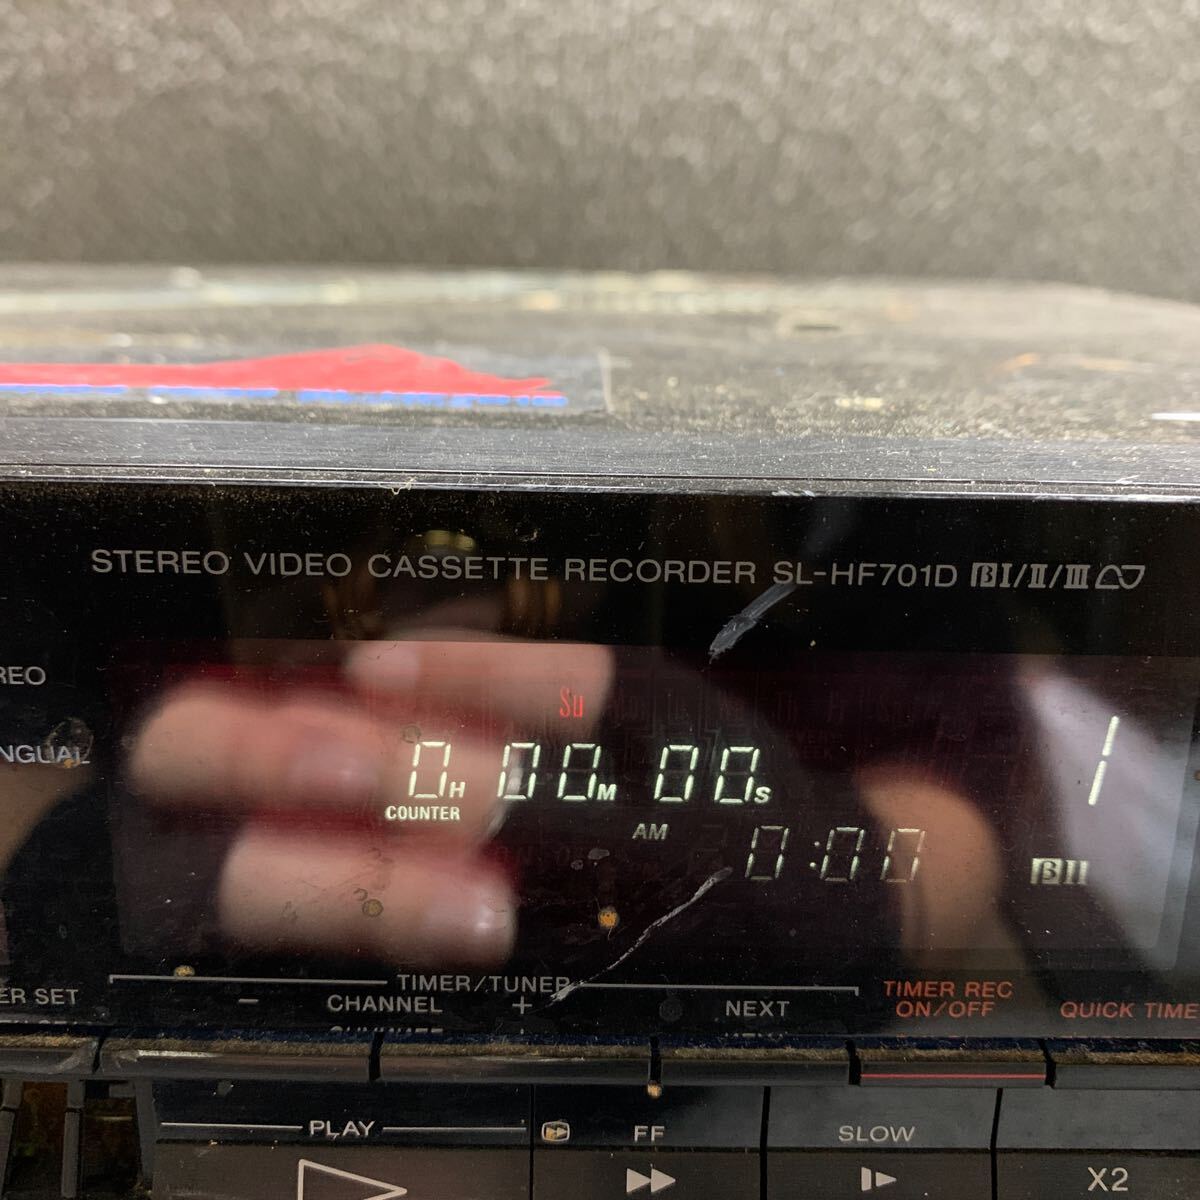 STEREO VIDEO CASSETTE RECORDER SL-HF701D βI/II/III
REO
NGUAL
Su
0H 00M 00S
1
COUNTER
AM 0:00
βII
TIMER/TUNER
ER SET
− CHANNEL +
NEXT
TIMER REC
ON/OFF
QUICK TIME
PLAY
FF
SLOW
X2